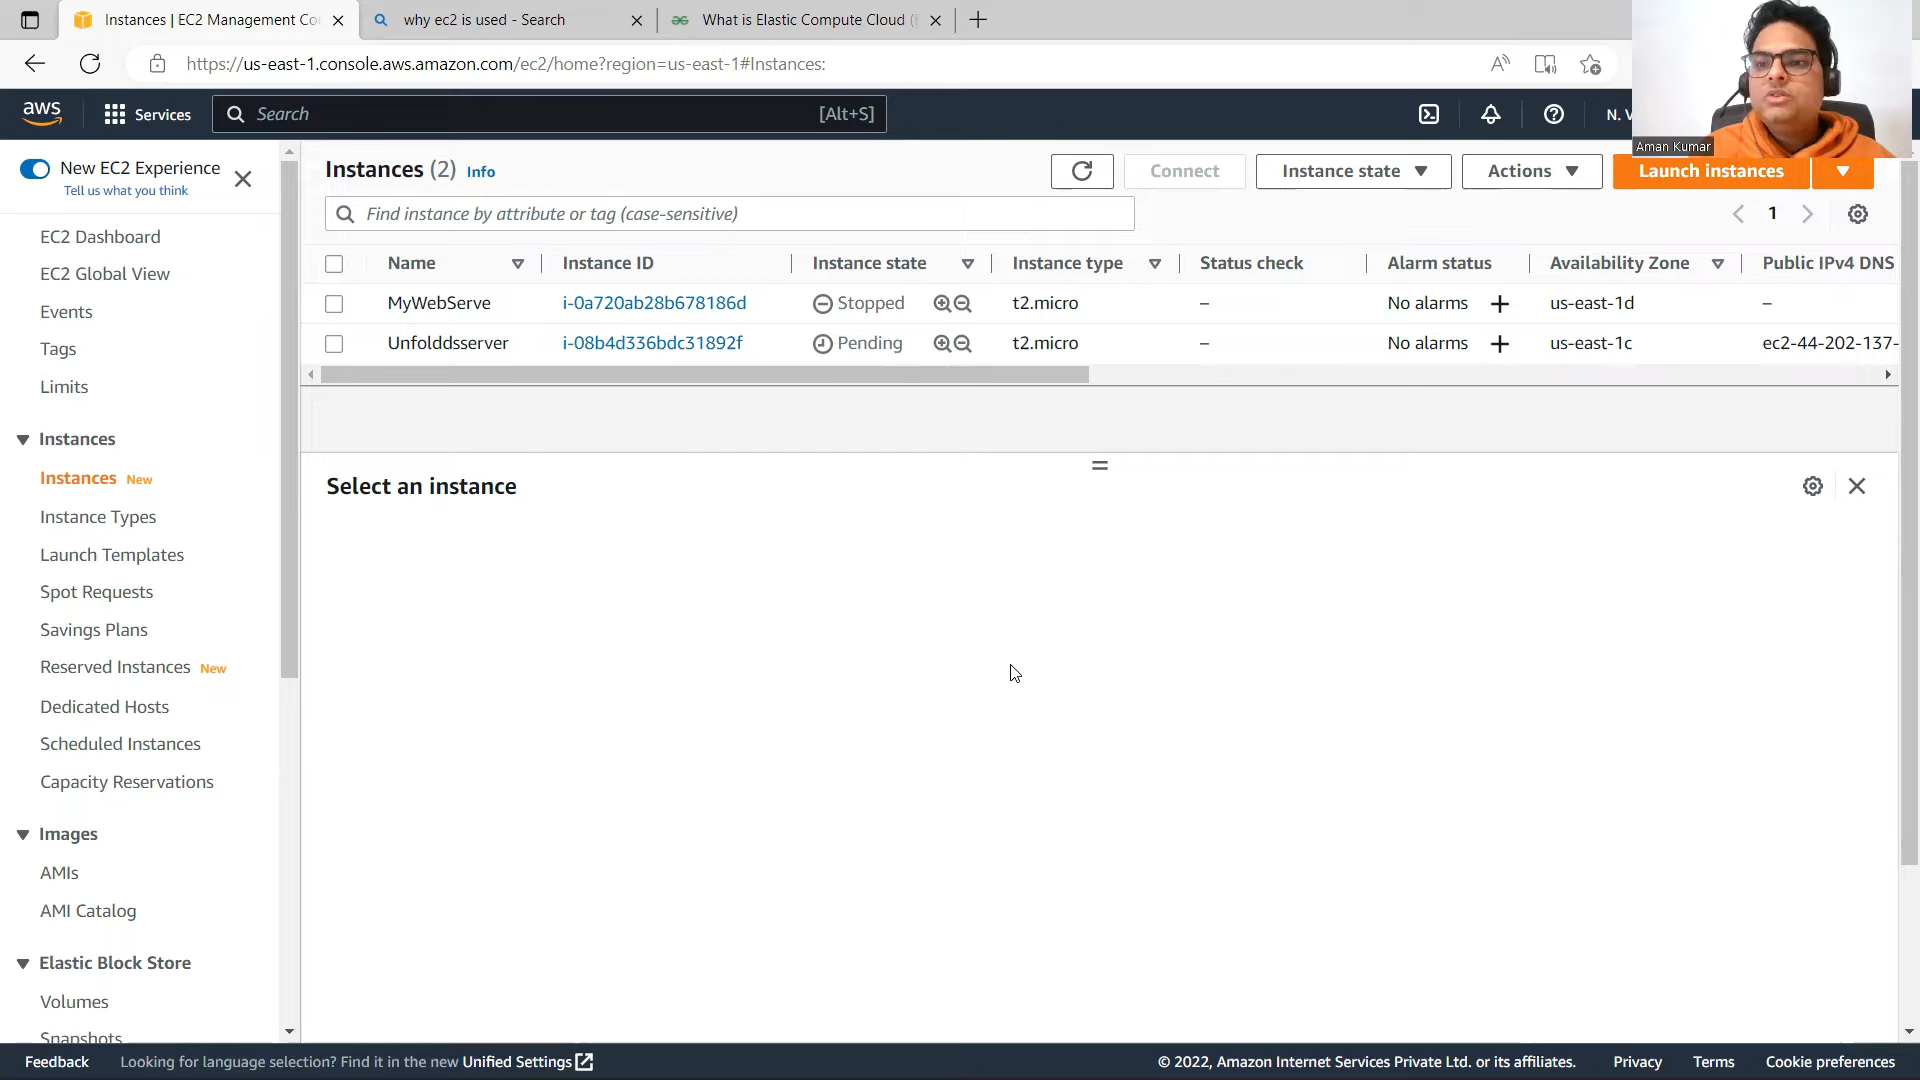 Instances | EC2 Management Co
why ec2 is used - Search
What is Elastic Compute Cloud (
https://us-east-1.console.aws.amazon.com/ec2/home?region=us-east-1#Instances:
aws
Services
Search
[Alt+S]
N. V
Aman Kumar
New EC2 Experience
Tell us what you think
EC2 Dashboard
EC2 Global View
Events
Tags
Limits
Instances
Instances New
Instance Types
Launch Templates
Spot Requests
Savings Plans
Reserved Instances New
Dedicated Hosts
Scheduled Instances
Capacity Reservations
Images
AMIs
AMI Catalog
Elastic Block Store
Volumes
Snapshots
Instances (2) Info
Connect
Instance state
Actions
Launch instances
Find instance by attribute or tag (case-sensitive)
1
Name Instance ID Instance state Instance type Status check Alarm status Availability Zone Public IPv4 DNS
MyWebServe i-0a720ab28b678186d Stopped t2.micro – No alarms + us-east-1d –
Unfolddsserver i-08b4d336bdc31892f Pending t2.micro – No alarms + us-east-1c ec2-44-202-137-
Select an instance
Feedback Looking for language selection? Find it in the new Unified Settings © 2022, Amazon Internet Services Private Ltd. or its affiliates. Privacy Terms Cookie preferences